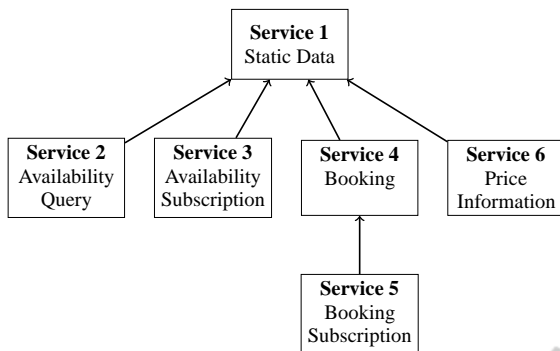 Service 1
Static Data
Service 2
Availability
Query
Service 3
Availability
Subscription
Service 4
Booking
Service 6
Price
Information
Service 5
Booking
Subscription